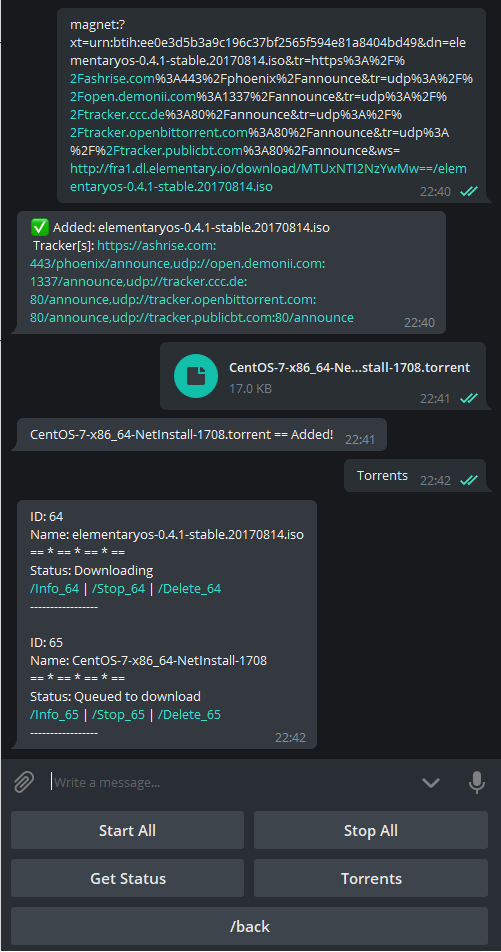 magnet:?
xt=urn:btih:ee0e3d5b3a9c196c37bf2565f594e81a8404bd49&dn=ele
mentaryos-0.4.1-stable.20170814.iso&tr=https%3A%2F%
2Fashrise.com%3A443%2Fphoenix%2Fannounce&tr=udp%3A%2F%
2Fopen.demonii.com%3A1337%2Fannounce&tr=udp%3A%2F%
2Ftracker.ccc.de%3A80%2Fannounce&tr=udp%3A%2F%
2Ftracker.openbittorrent.com%3A80%2Fannounce&tr=udp%3A
%2F%2Ftracker.publicbt.com%3A80%2Fannounce&ws=
http://fra1.dl.elementary.io/download/MTUxNTI2NzYwMw==/elem
entaryos-0.4.1-stable.20170814.iso
22:40
✅ Added: elementaryos-0.4.1-stable.20170814.iso
Tracker[s]: https://ashrise.com:
443/phoenix/announce,udp://open.demonii.com:
1337/announce,udp://tracker.ccc.de:
80/announce,udp://tracker.openbittorrent.com:
80/announce,udp://tracker.publicbt.com:80/announce
22:40
CentOS-7-x86_64-Ne...stall-1708.torrent
17.0 KB
22:41
CentOS-7-x86_64-NetInstall-1708.torrent == Added! 22:41
Torrents 22:42
ID: 64
Name: elementaryos-0.4.1-stable.20170814.iso
== * == * == * ==
Status: Downloading
/Info_64 | /Stop_64 | /Delete_64
-----------------
ID: 65
Name: CentOS-7-x86_64-NetInstall-1708
== * == * == * ==
Status: Queued to download
/Info_65 | /Stop_65 | /Delete_65
-----------------
22:42
Write a message...
Start All
Stop All
Get Status
Torrents
/back